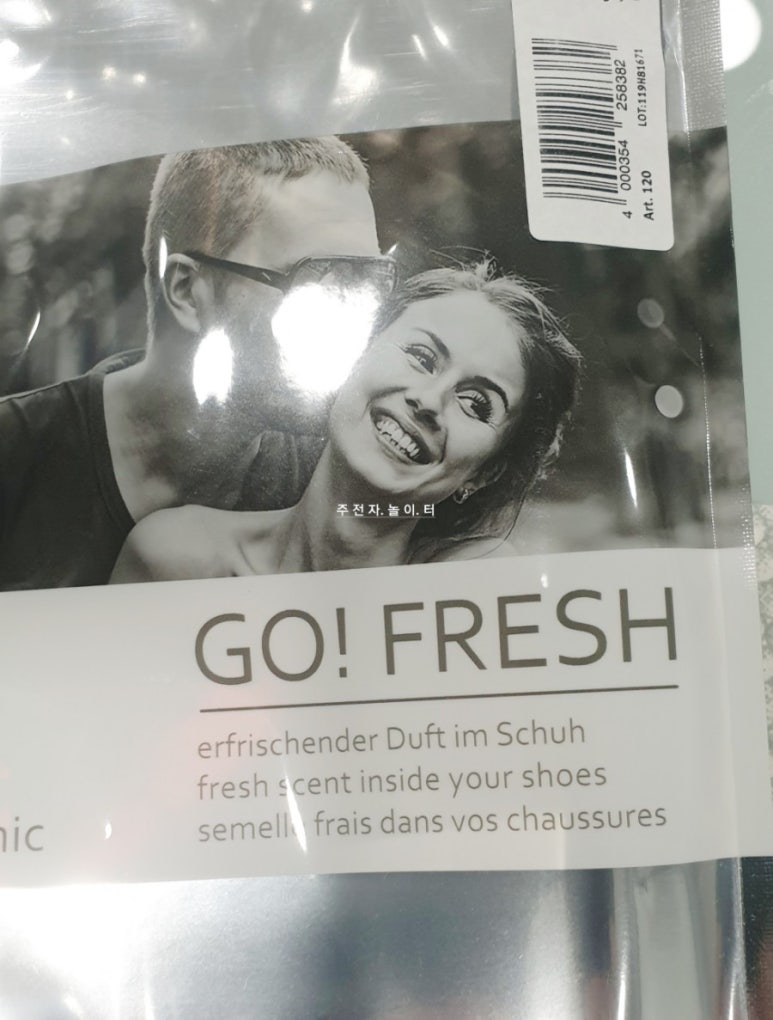 4 000354 258382
Art. 120 LOT:119H81671
주 전 자. 놀 이. 터
GO! FRESH
erfrischender Duft im Schuh
fresh scent inside your shoes
semelle frais dans vos chaussures